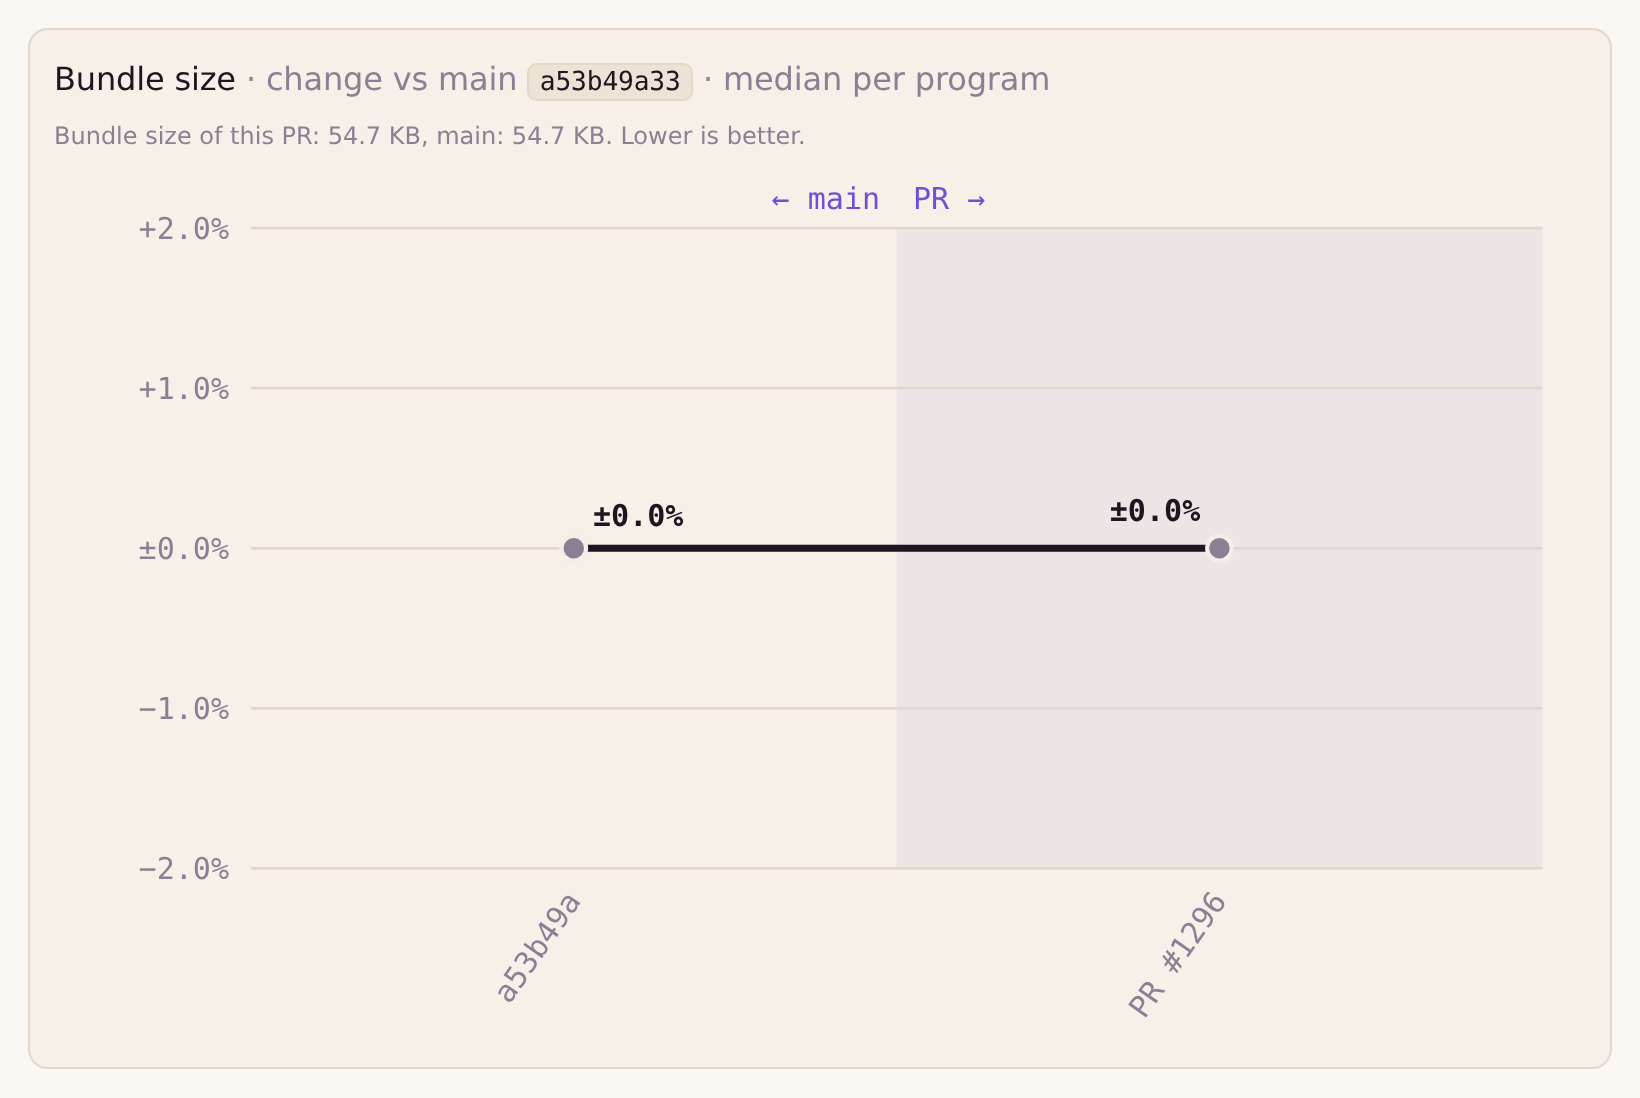 Bundle size · change vs main a53b49a33 · median per program
Bundle size of this PR: 54.7 KB, main: 54.7 KB. Lower is better.
← main PR →
+2.0%
+1.0%
±0.0%
−1.0%
−2.0%
±0.0%
±0.0%
a53b49a
PR #1296